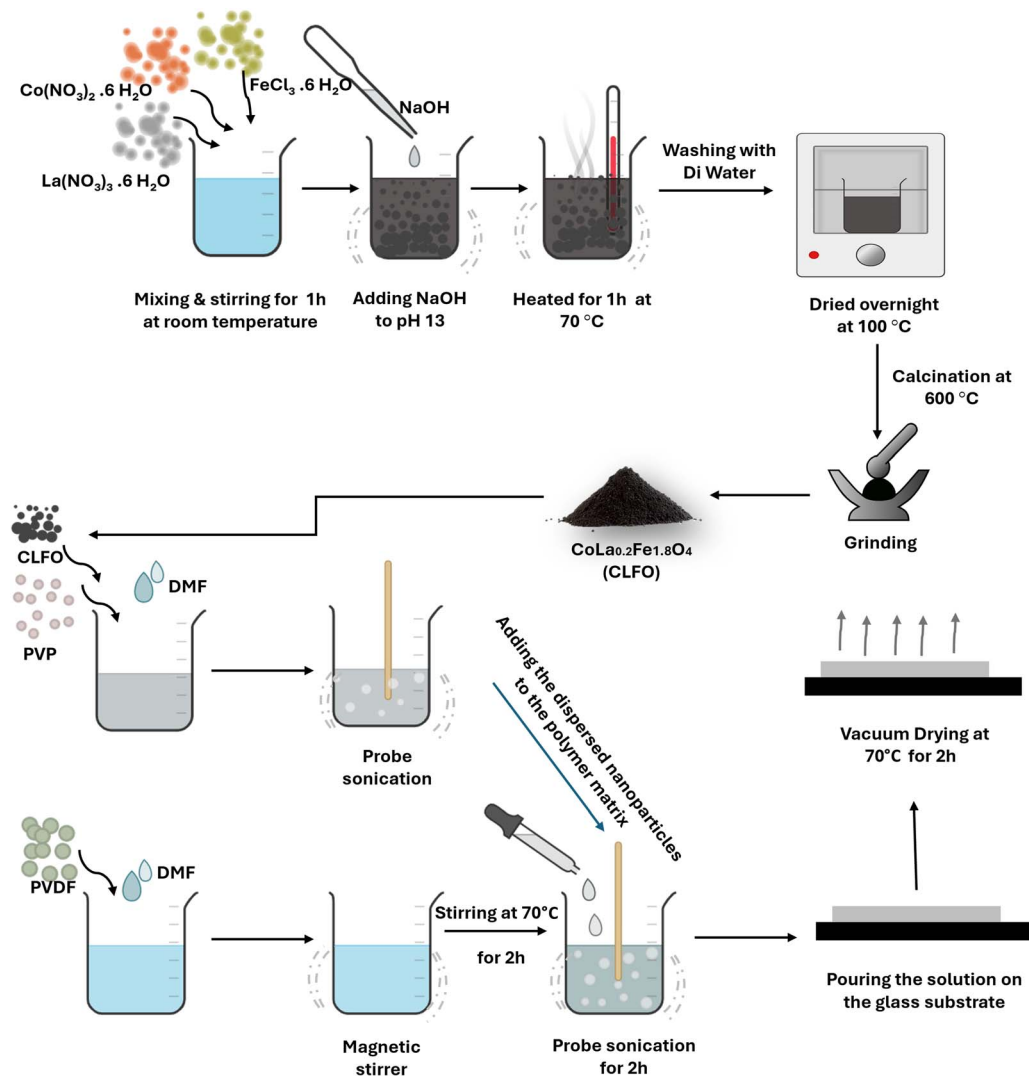 Co(NO₃)₂ .6 H₂O
FeCl₃ .6 H₂O
La(NO₃)₃ .6 H₂O
NaOH
Washing with
Di Water
Mixing & stirring for 1h
at room temperature
Adding NaOH
to pH 13
Heated for 1h at
70 °C
Dried overnight
at 100 °C
Calcination at
600 °C
Grinding
CoLa₀.₂Fe₁.₈O₄
(CLFO)
CLFO
DMF
PVP
Probe
sonication
Adding the dispersed nanoparticles
to the polymer matrix
Vacuum Drying at
70°C for 2h
PVDF
DMF
Stirring at 70°C
for 2h
Magnetic
stirrer
Probe sonication
for 2h
Pouring the solution on
the glass substrate